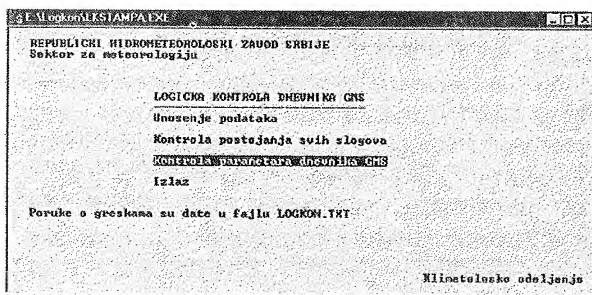 E:\Logkon\LKSTAMPA.EXE
REPUBLICKI HIDROMETEOROLOSKI ZAVOD SRBIJE
Sektor za meteorologiju
LOGICKA KONTROLA DNEVNIKA GMS
Unosenje podataka
Kontrola postojanja svih slogova
Kontrola parametara dnevnika GMS
Izlaz
Poruke o greskama su date u fajlu LOGKON.TXT
Klimatolosko odeljenje